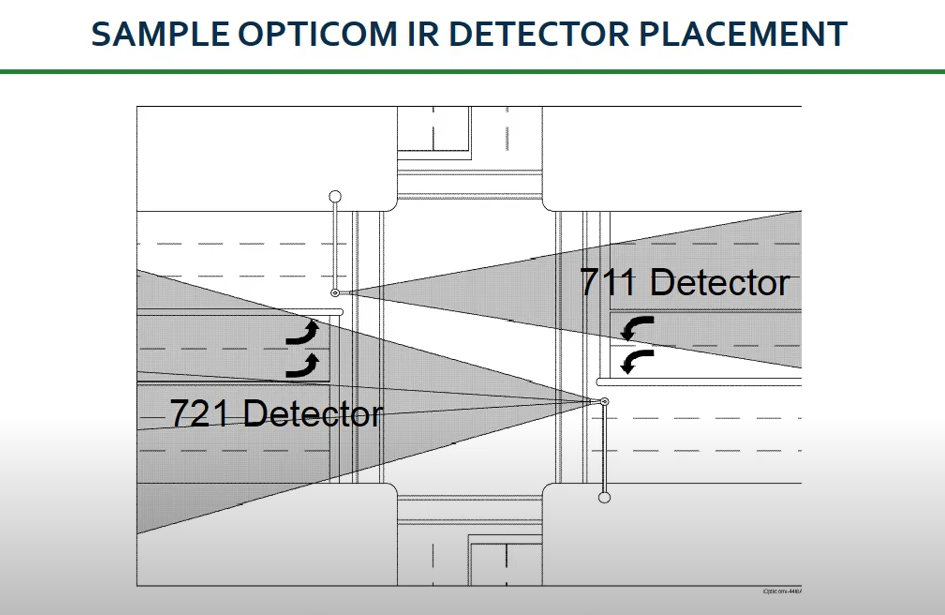 SAMPLE OPTICOM IR DETECTOR PLACEMENT
711 Detector
721 Detector